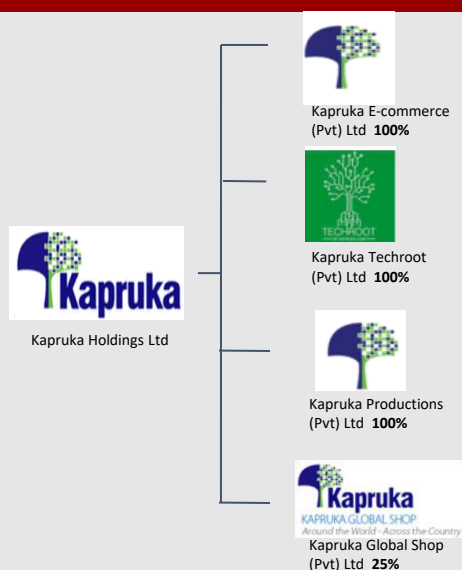 Kapruka E-commerce
(Pvt) Ltd 100%
TECHROOT
Kapruka Techroot
(Pvt) Ltd 100%
Kapruka
Kapruka Holdings Ltd
Kapruka Productions
(Pvt) Ltd 100%
Kapruka
KAPRUKA GLOBAL SHOP
Around the World - Across the Country
Kapruka Global Shop
(Pvt) Ltd 25%